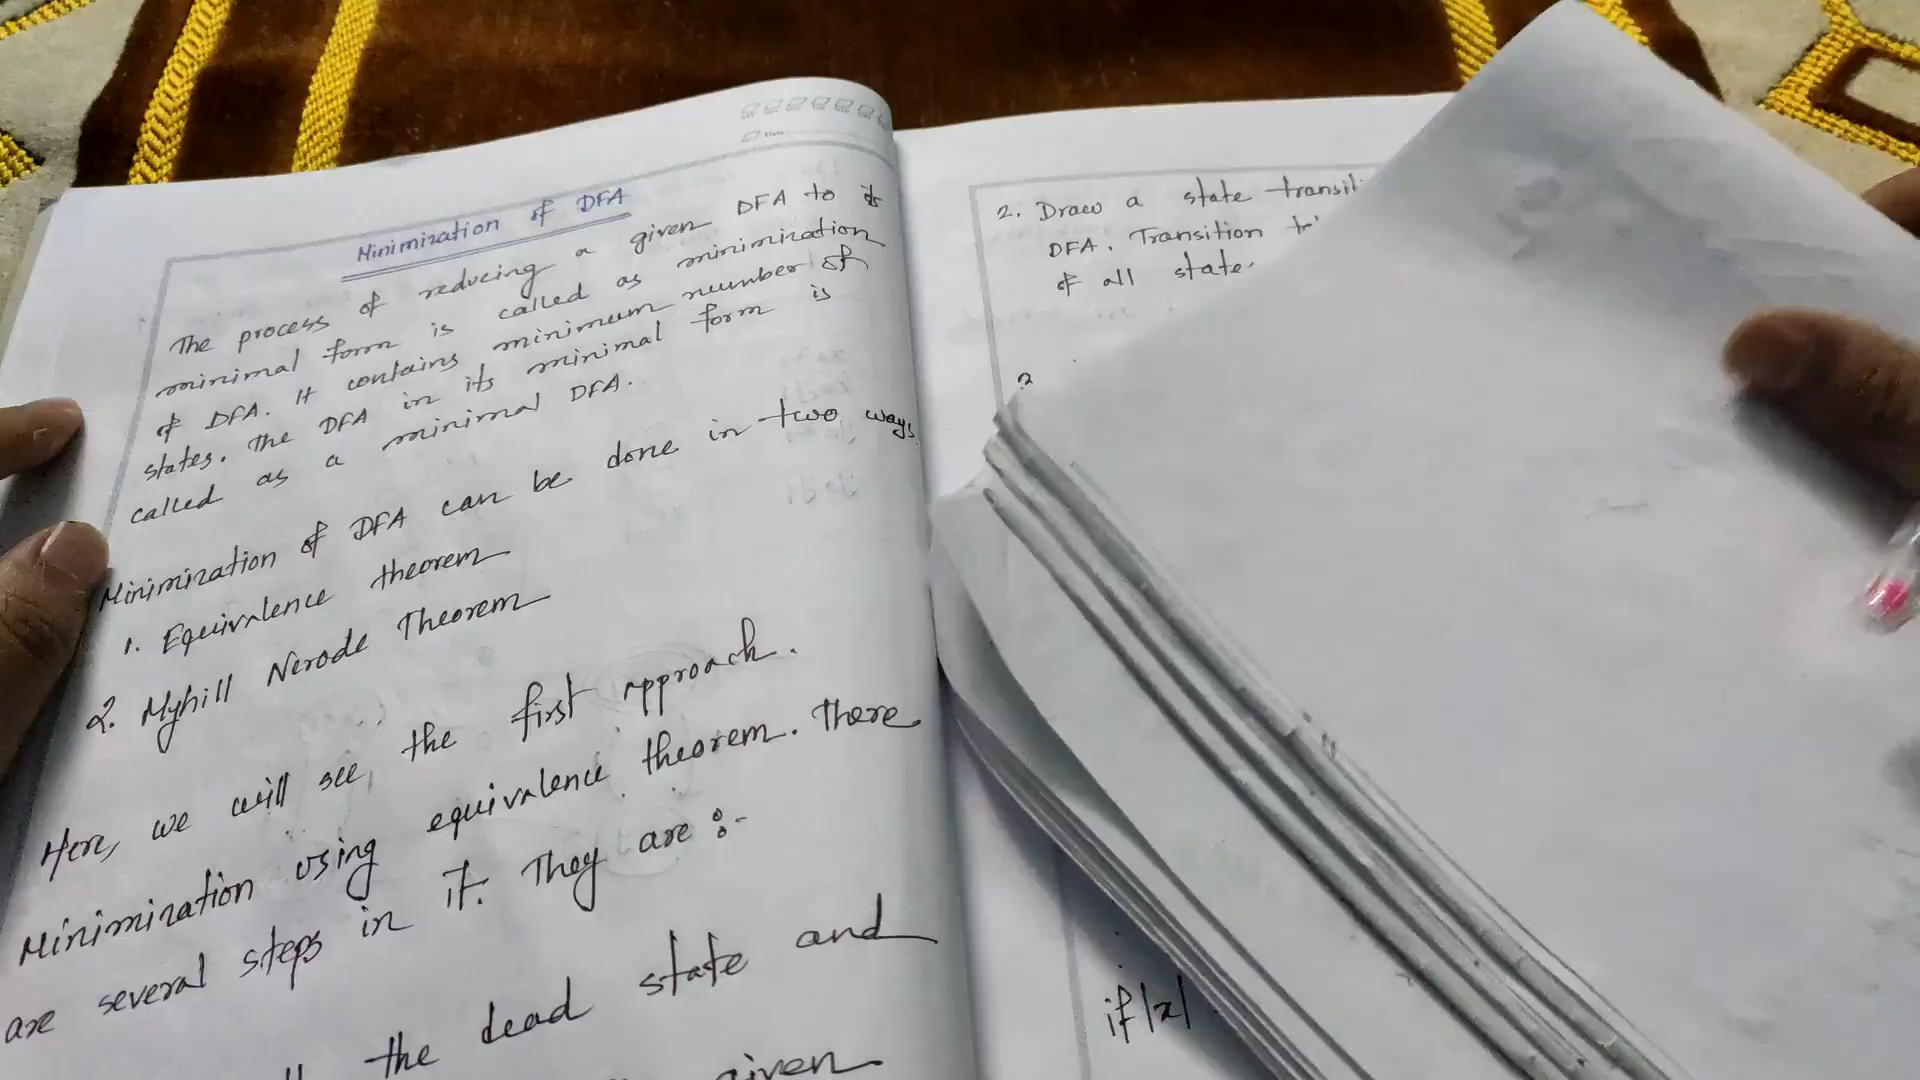 Date:
Minimization of DFA
The process of reducing a given DFA to its
minimal form is called as minimization
of DFA. It contains minimum number of
states. The DFA in its minimal form is
called as a minimal DFA.
Minimization of DFA can be done in two ways.
1. Equivalence theorem
2. Myhill Nerode Theorem
Here, we will see the first approach.
Minimization using equivalence theorem. There
are several steps in it. They are :-
the dead state and
given
2. Draw a state
DFA. Transition
of all state.
if |z|